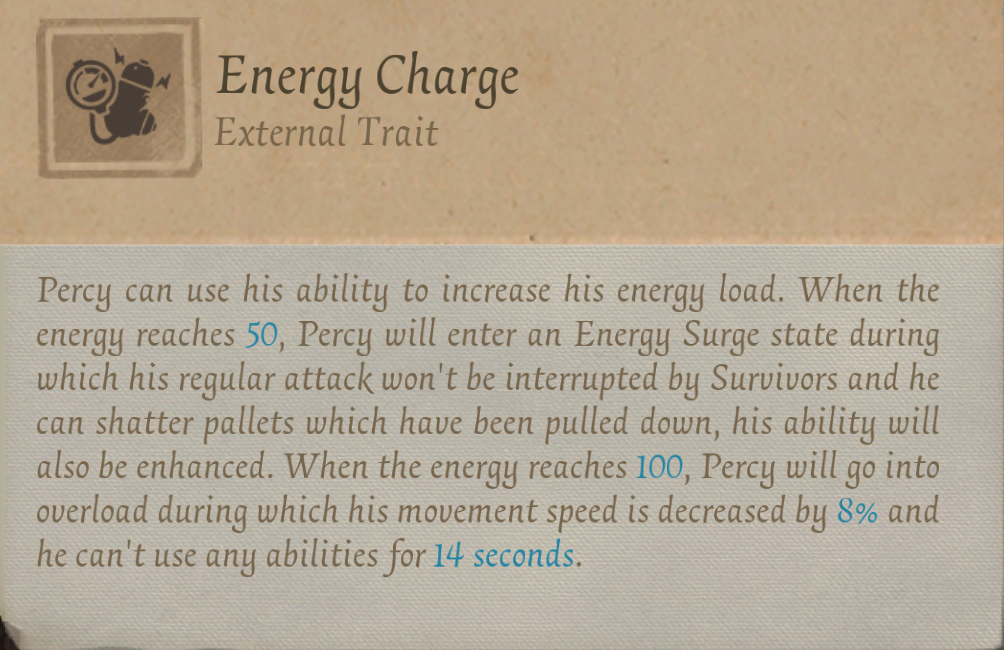 Energy Charge
External Trait
Percy can use his ability to increase his energy load. When the
energy reaches 50, Percy will enter an Energy Surge state during
which his regular attack won't be interrupted by Survivors and he
can shatter pallets which have been pulled down, his ability will
also be enhanced. When the energy reaches 100, Percy will go into
overload during which his movement speed is decreased by 8% and
he can't use any abilities for 14 seconds.